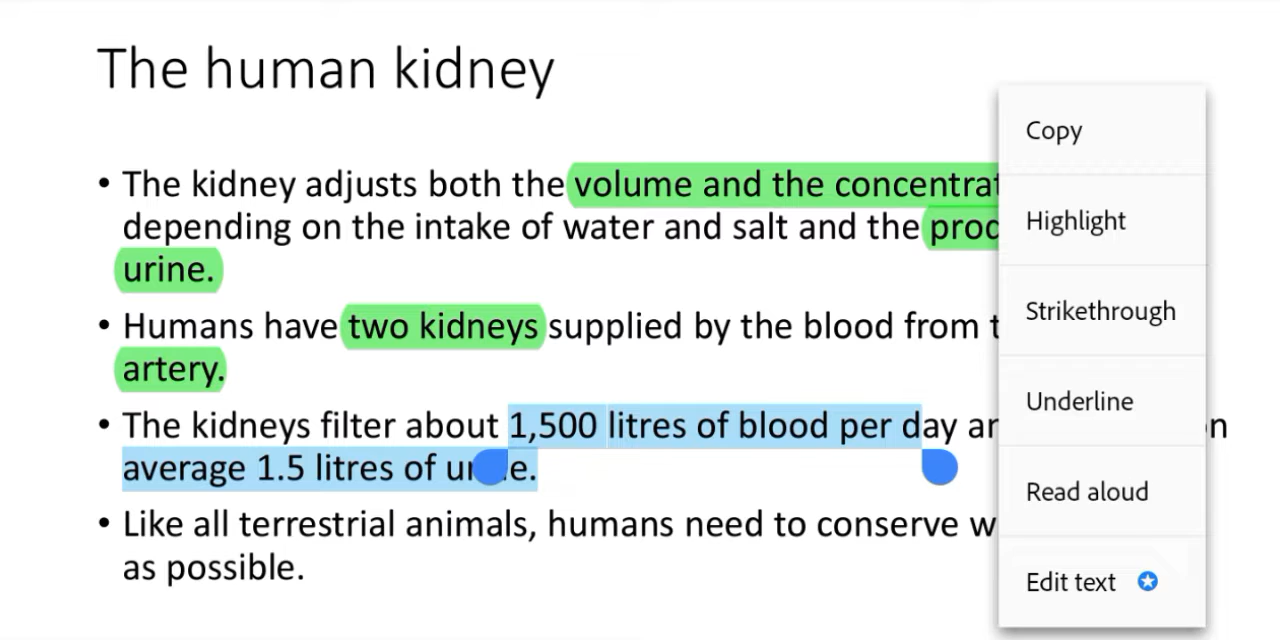 The human kidney
• The kidney adjusts both the volume and the concentrat
depending on the intake of water and salt and the proc
urine.
• Humans have two kidneys supplied by the blood from t
artery.
• The kidneys filter about 1,500 litres of blood per day ar n
average 1.5 litres of e.
• Like all terrestrial animals, humans need to conserve w
as possible.
Copy
Highlight
Strikethrough
Underline
Read aloud
Edit text